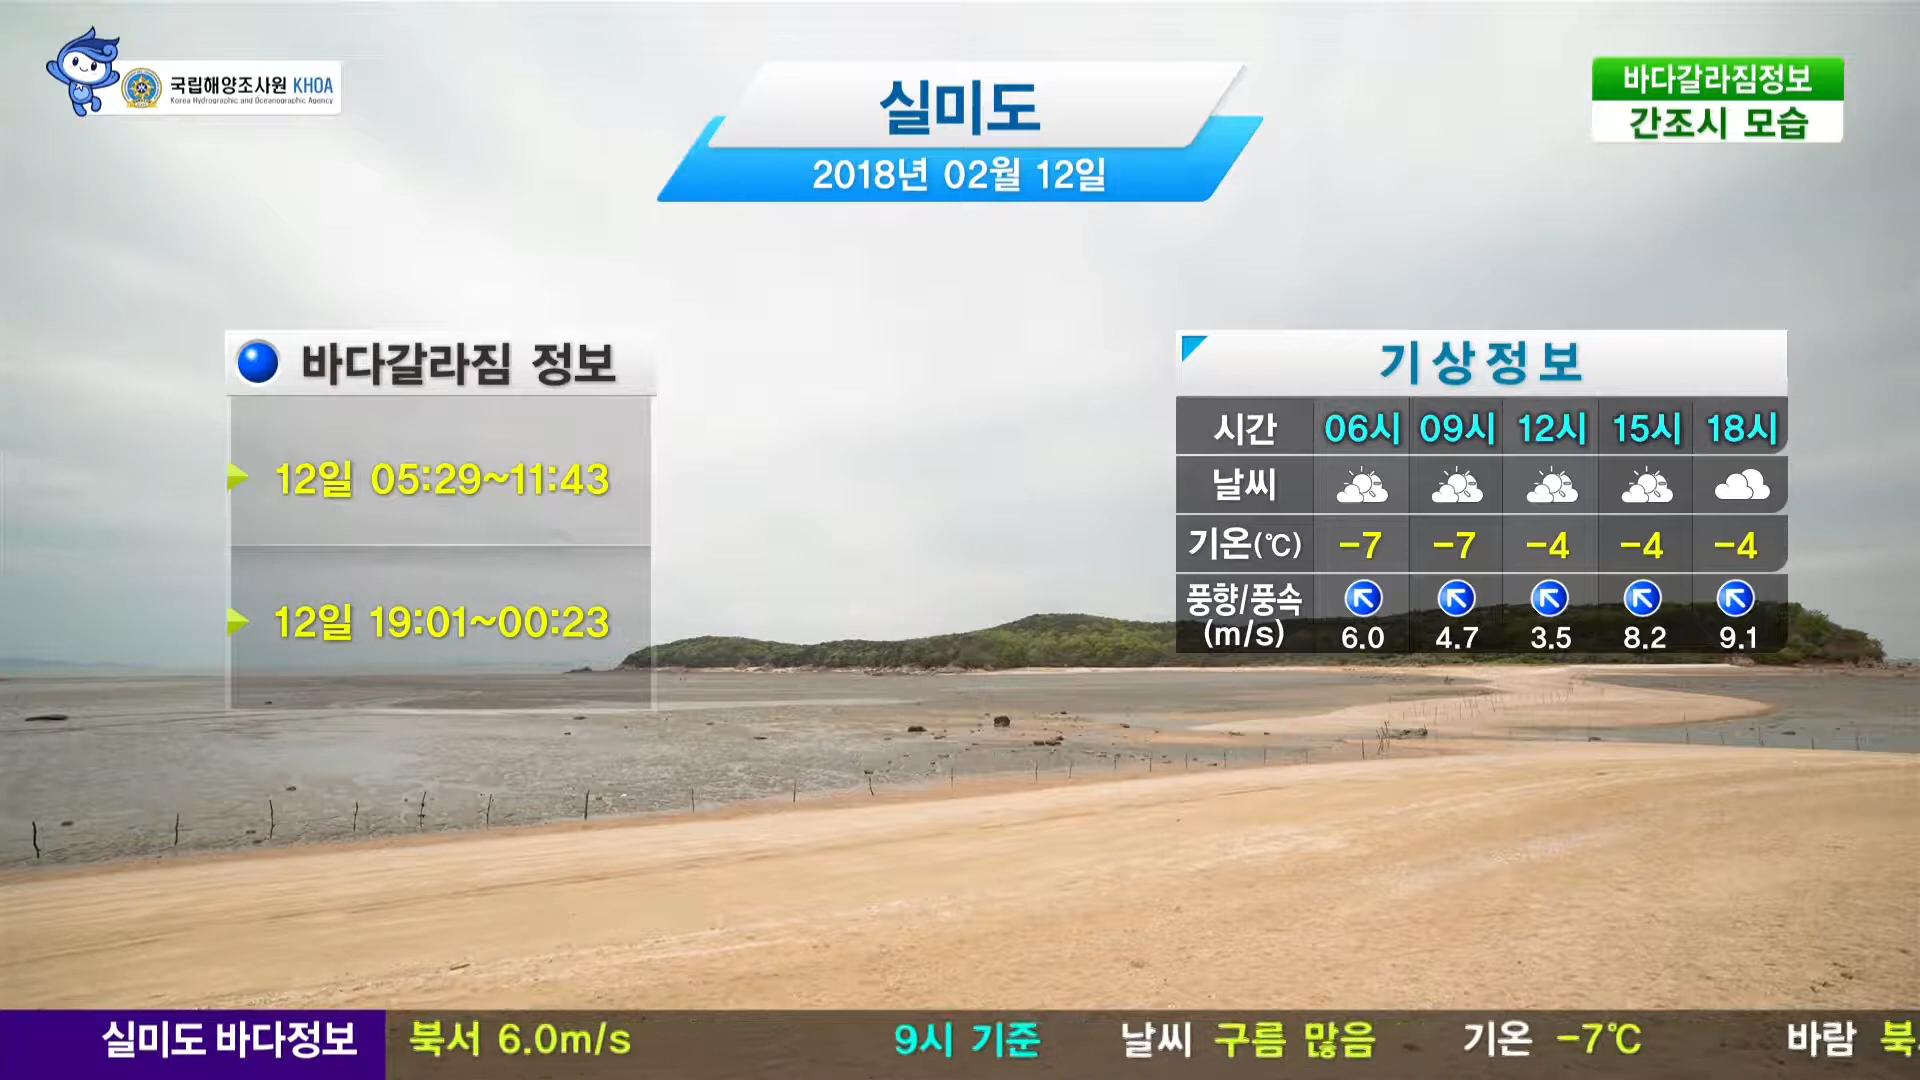 국립해양조사원 KHOA
Korea Hydrographic and Oceanographic Agency
실미도
2018년 02월 12일
바다갈라짐정보
간조시 모습
바다갈라짐 정보
12일 05:29~11:43
12일 19:01~00:23
기상정보
시간 06시 09시 12시 15시 18시
날씨
기온(℃) -7 -7 -4 -4 -4
풍향/풍속
(m/s) 6.0 4.7 3.5 8.2 9.1
실미도 바다정보 북서 6.0m/s 9시 기준 날씨 구름 많음 기온 -7℃ 바람 북